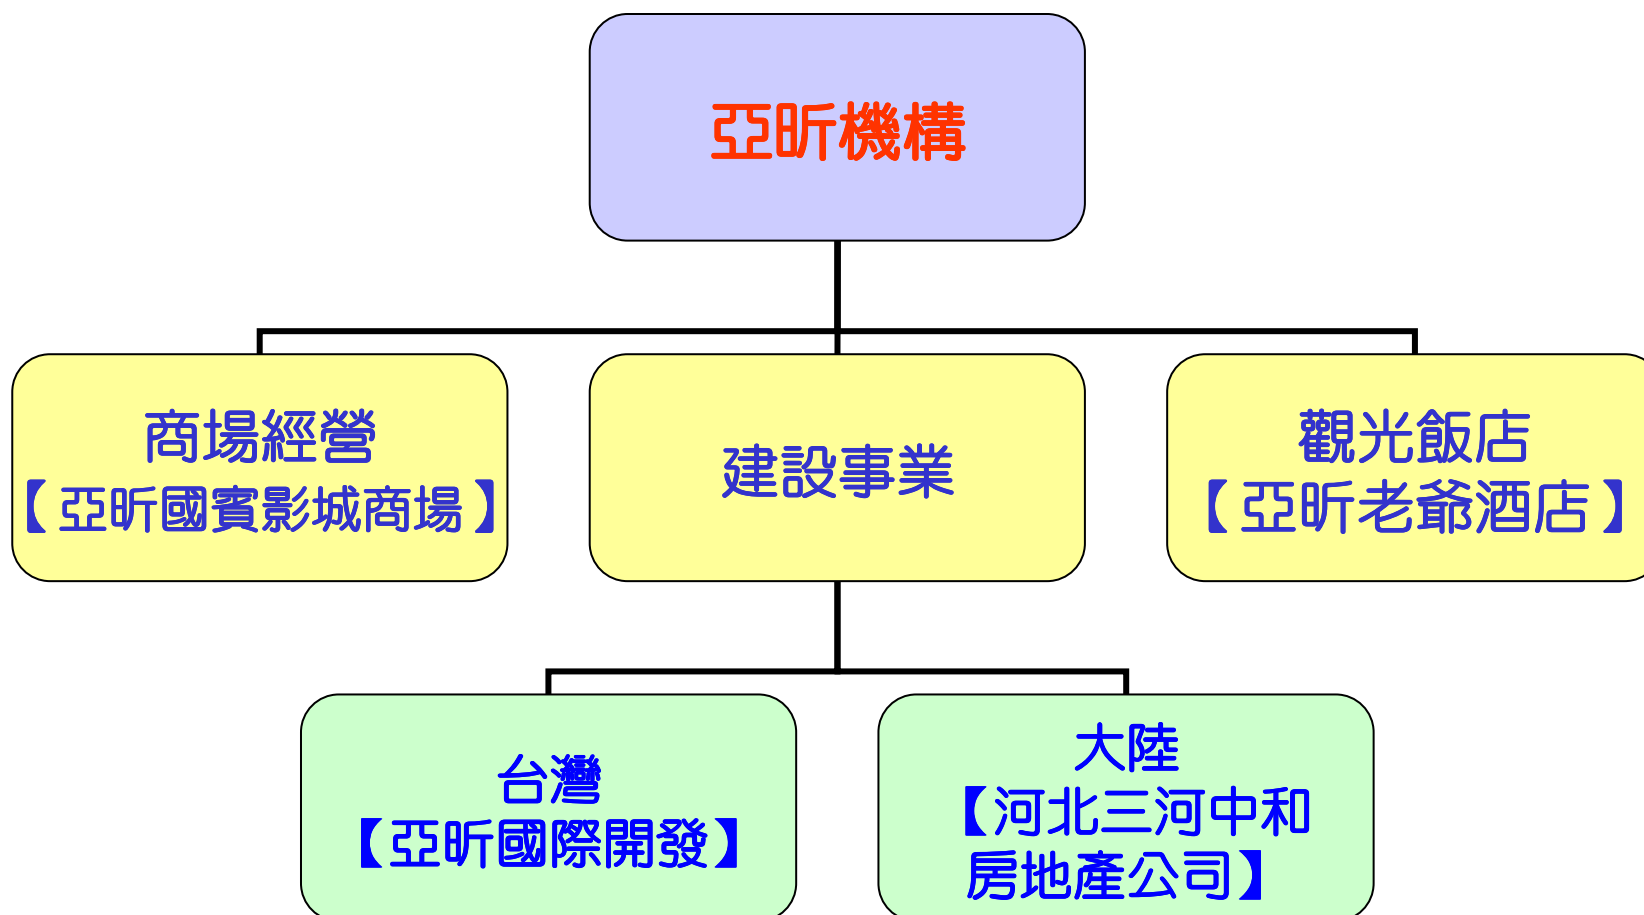 亞昕機構
商場經營
【亞昕國賓影城商場】
建設事業
觀光飯店
【亞昕老爺酒店】
台灣
【亞昕國際開發】
大陸
【河北三河中和
房地產公司】